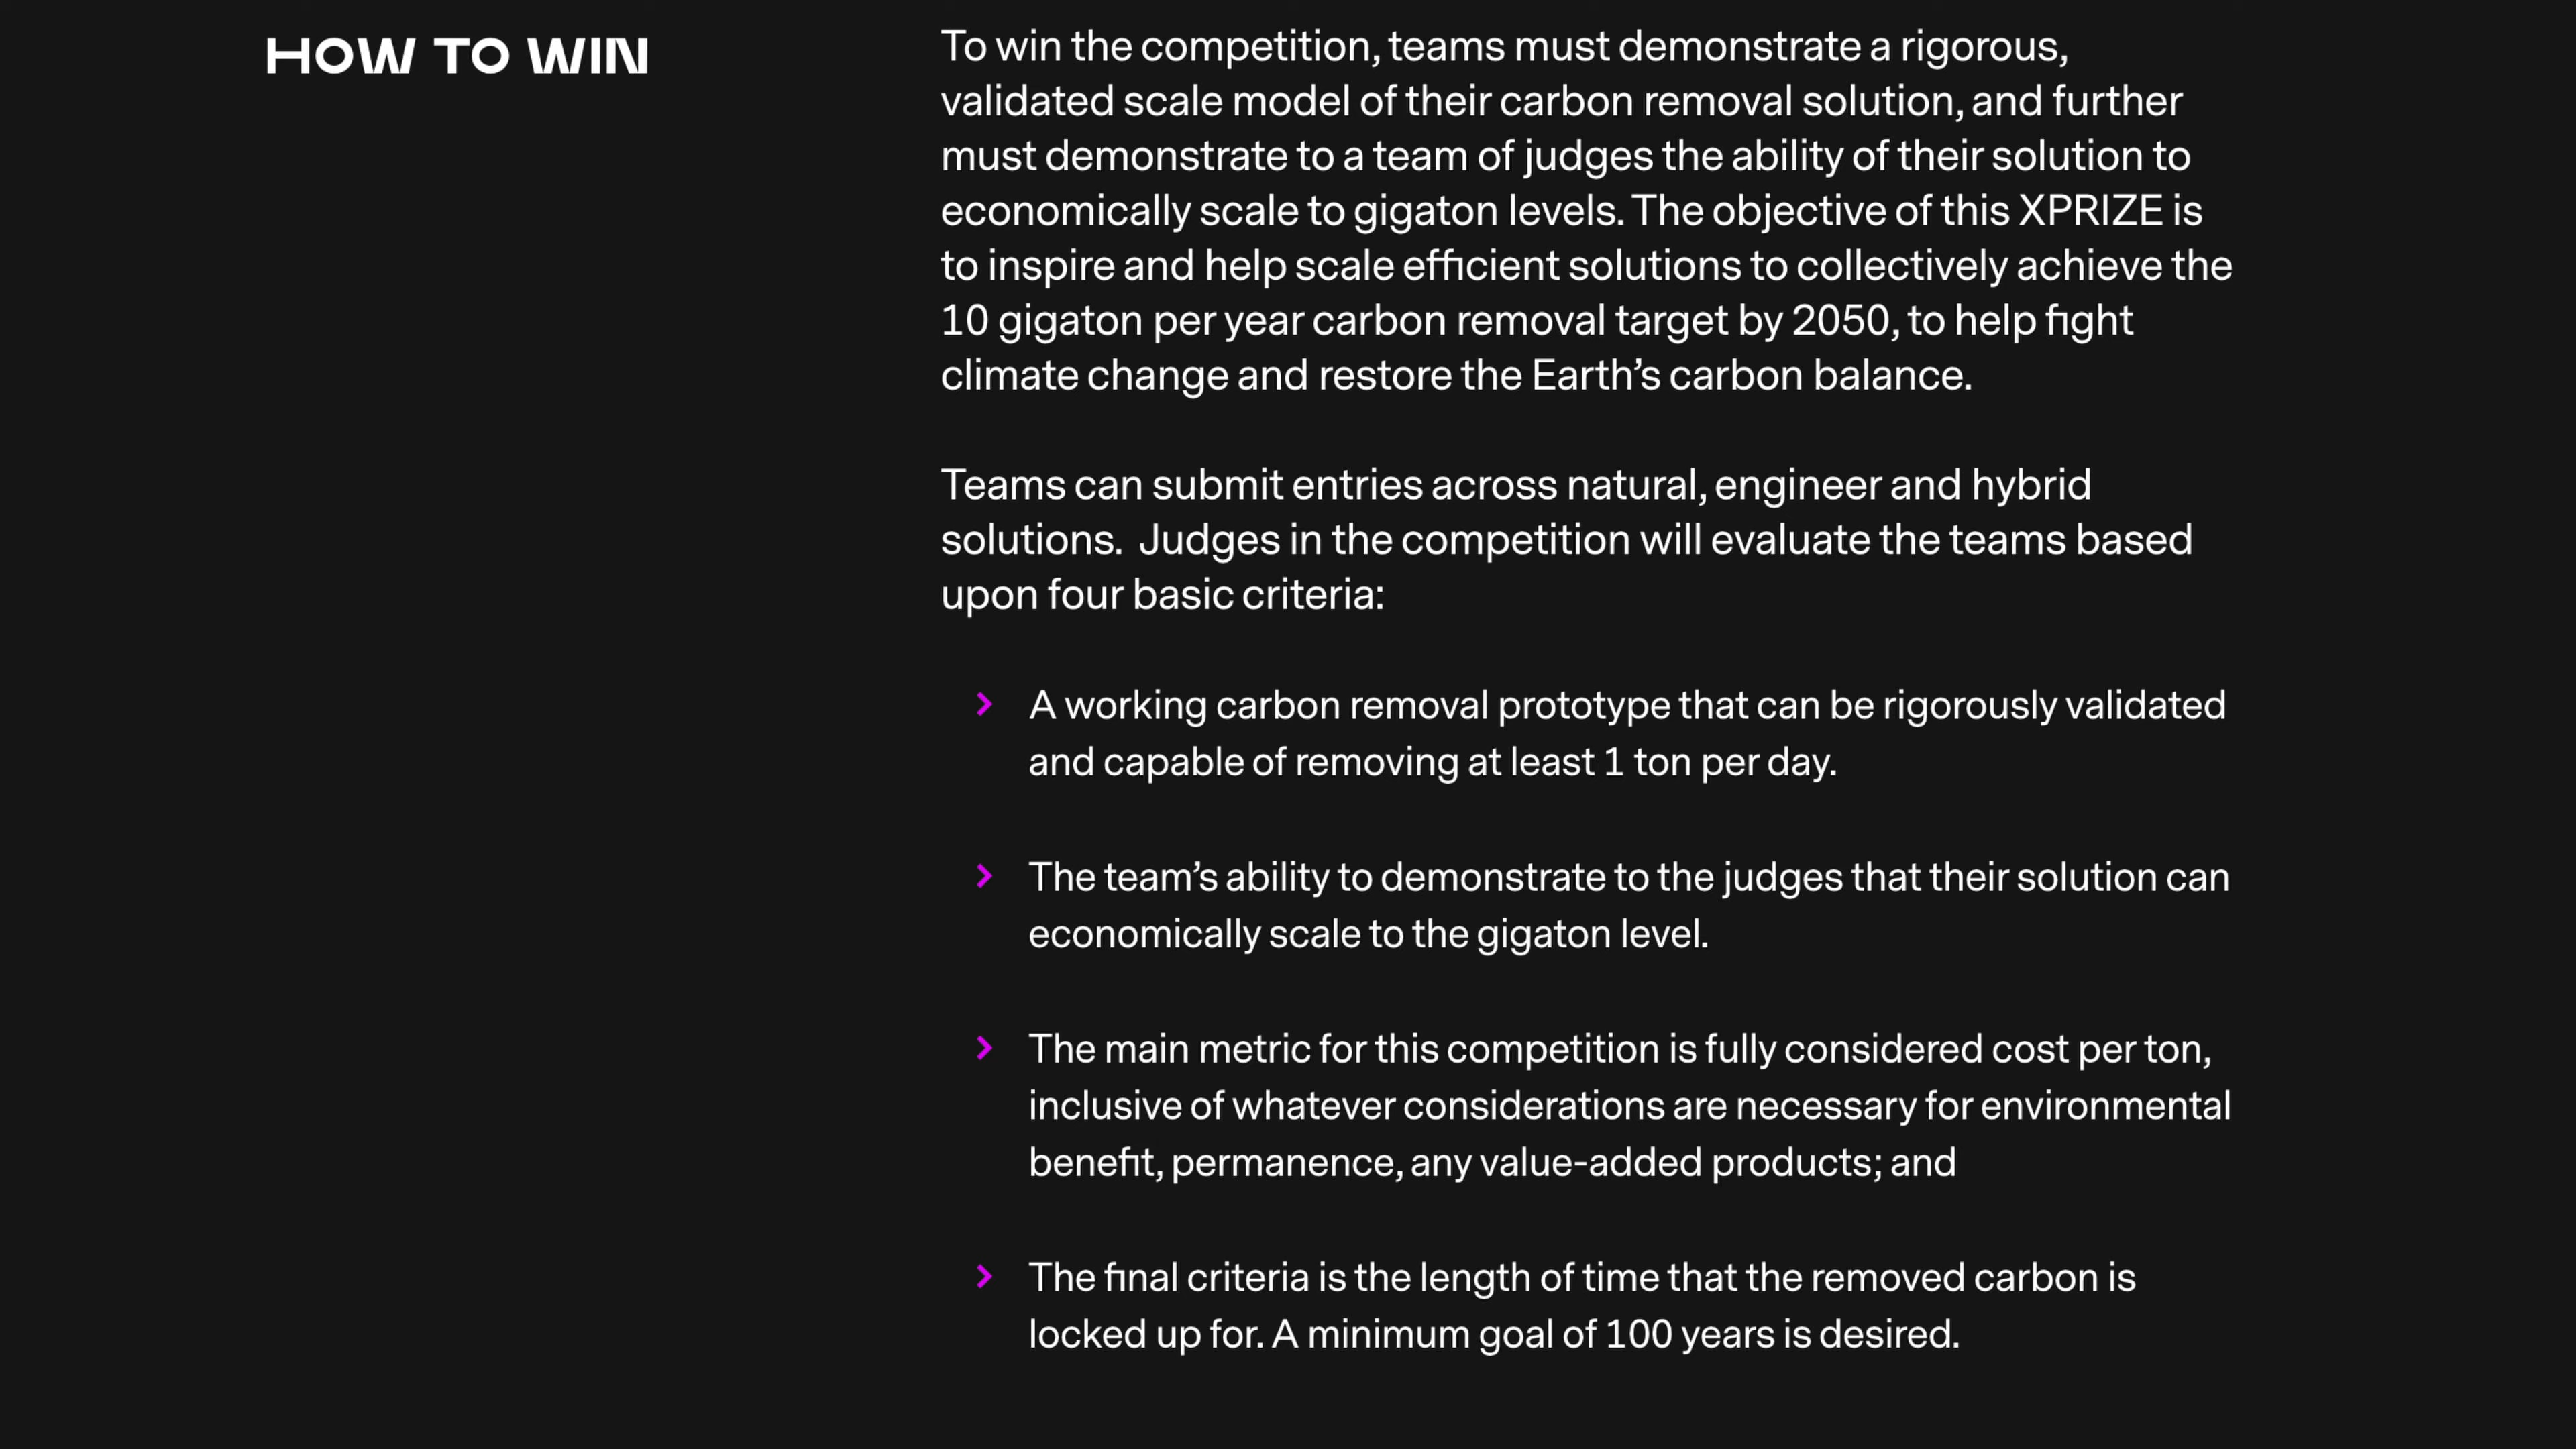 HOW TO WIN
To win the competition, teams must demonstrate a rigorous,
validated scale model of their carbon removal solution, and further
must demonstrate to a team of judges the ability of their solution to
economically scale to gigaton levels. The objective of this XPRIZE is
to inspire and help scale efficient solutions to collectively achieve the
10 gigaton per year carbon removal target by 2050, to help fight
climate change and restore the Earth’s carbon balance.
Teams can submit entries across natural, engineer and hybrid
solutions.  Judges in the competition will evaluate the teams based
upon four basic criteria:
A working carbon removal prototype that can be rigorously validated
and capable of removing at least 1 ton per day.
The team’s ability to demonstrate to the judges that their solution can
economically scale to the gigaton level.
The main metric for this competition is fully considered cost per ton,
inclusive of whatever considerations are necessary for environmental
benefit, permanence, any value-added products; and
The final criteria is the length of time that the removed carbon is
locked up for. A minimum goal of 100 years is desired.